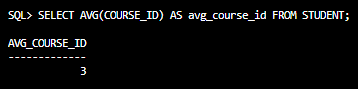 SQL> SELECT AVG(COURSE_ID) AS avg_course_id FROM STUDENT;
AVG_COURSE_ID
-------------
3